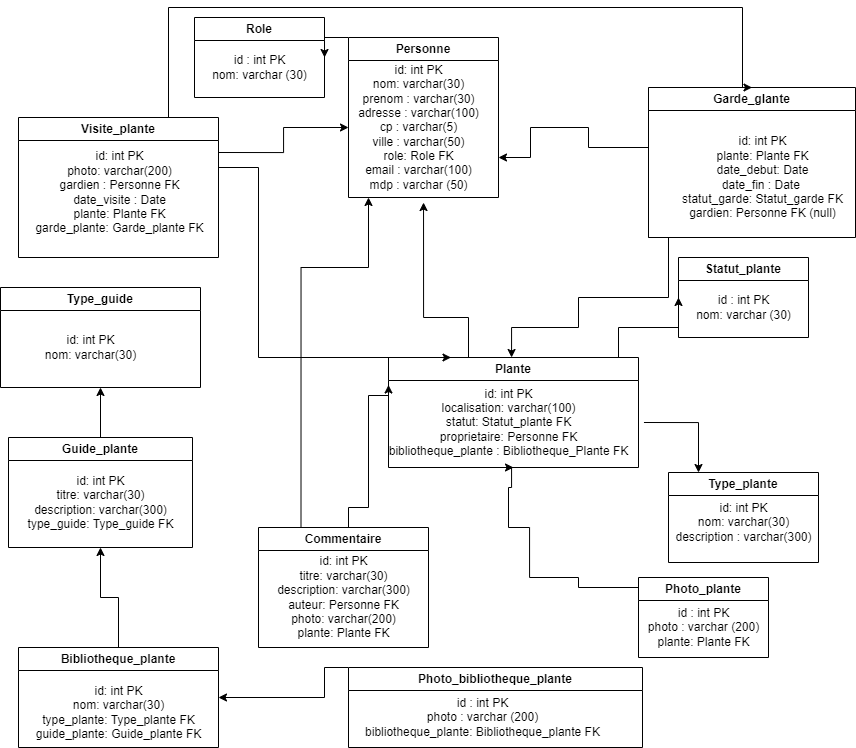 Role
id : int PK
nom: varchar (30)
Personne
id: int PK
nom: varchar(30)
prenom : varchar(30)
adresse : varchar(100)
cp : varchar(5)
ville : varchar(50)
role: Role FK
email : varchar(100)
mdp : varchar (50)
Garde_glante
id: int PK
plante: Plante FK
date_debut: Date
date_fin : Date
statut_garde: Statut_garde FK
gardien: Personne FK (null)
Visite_plante
id: int PK
photo: varchar(200)
gardien : Personne FK
date_visite : Date
plante: Plante FK
garde_plante: Garde_plante FK
Statut_plante
id : int PK
nom: varchar (30)
Type_guide
id: int PK
nom: varchar(30)
Plante
id: int PK
localisation: varchar(100)
statut: Statut_plante FK
proprietaire: Personne FK
bibliotheque_plante : Bibliotheque_Plante FK
Guide_plante
id: int PK
titre: varchar(30)
description: varchar(300)
type_guide: Type_guide FK
Type_plante
id: int PK
nom: varchar(30)
description : varchar(300)
Commentaire
id: int PK
titre: varchar(30)
description: varchar(300)
auteur: Personne FK
photo: varchar(200)
plante: Plante FK
Photo_plante
id : int PK
photo : varchar (200)
plante: Plante FK
Bibliotheque_plante
id: int PK
nom: varchar(30)
type_plante: Type_plante FK
guide_plante: Guide_plante FK
Photo_bibliotheque_plante
id : int PK
photo : varchar (200)
bibliotheque_plante: Bibliotheque_plante FK